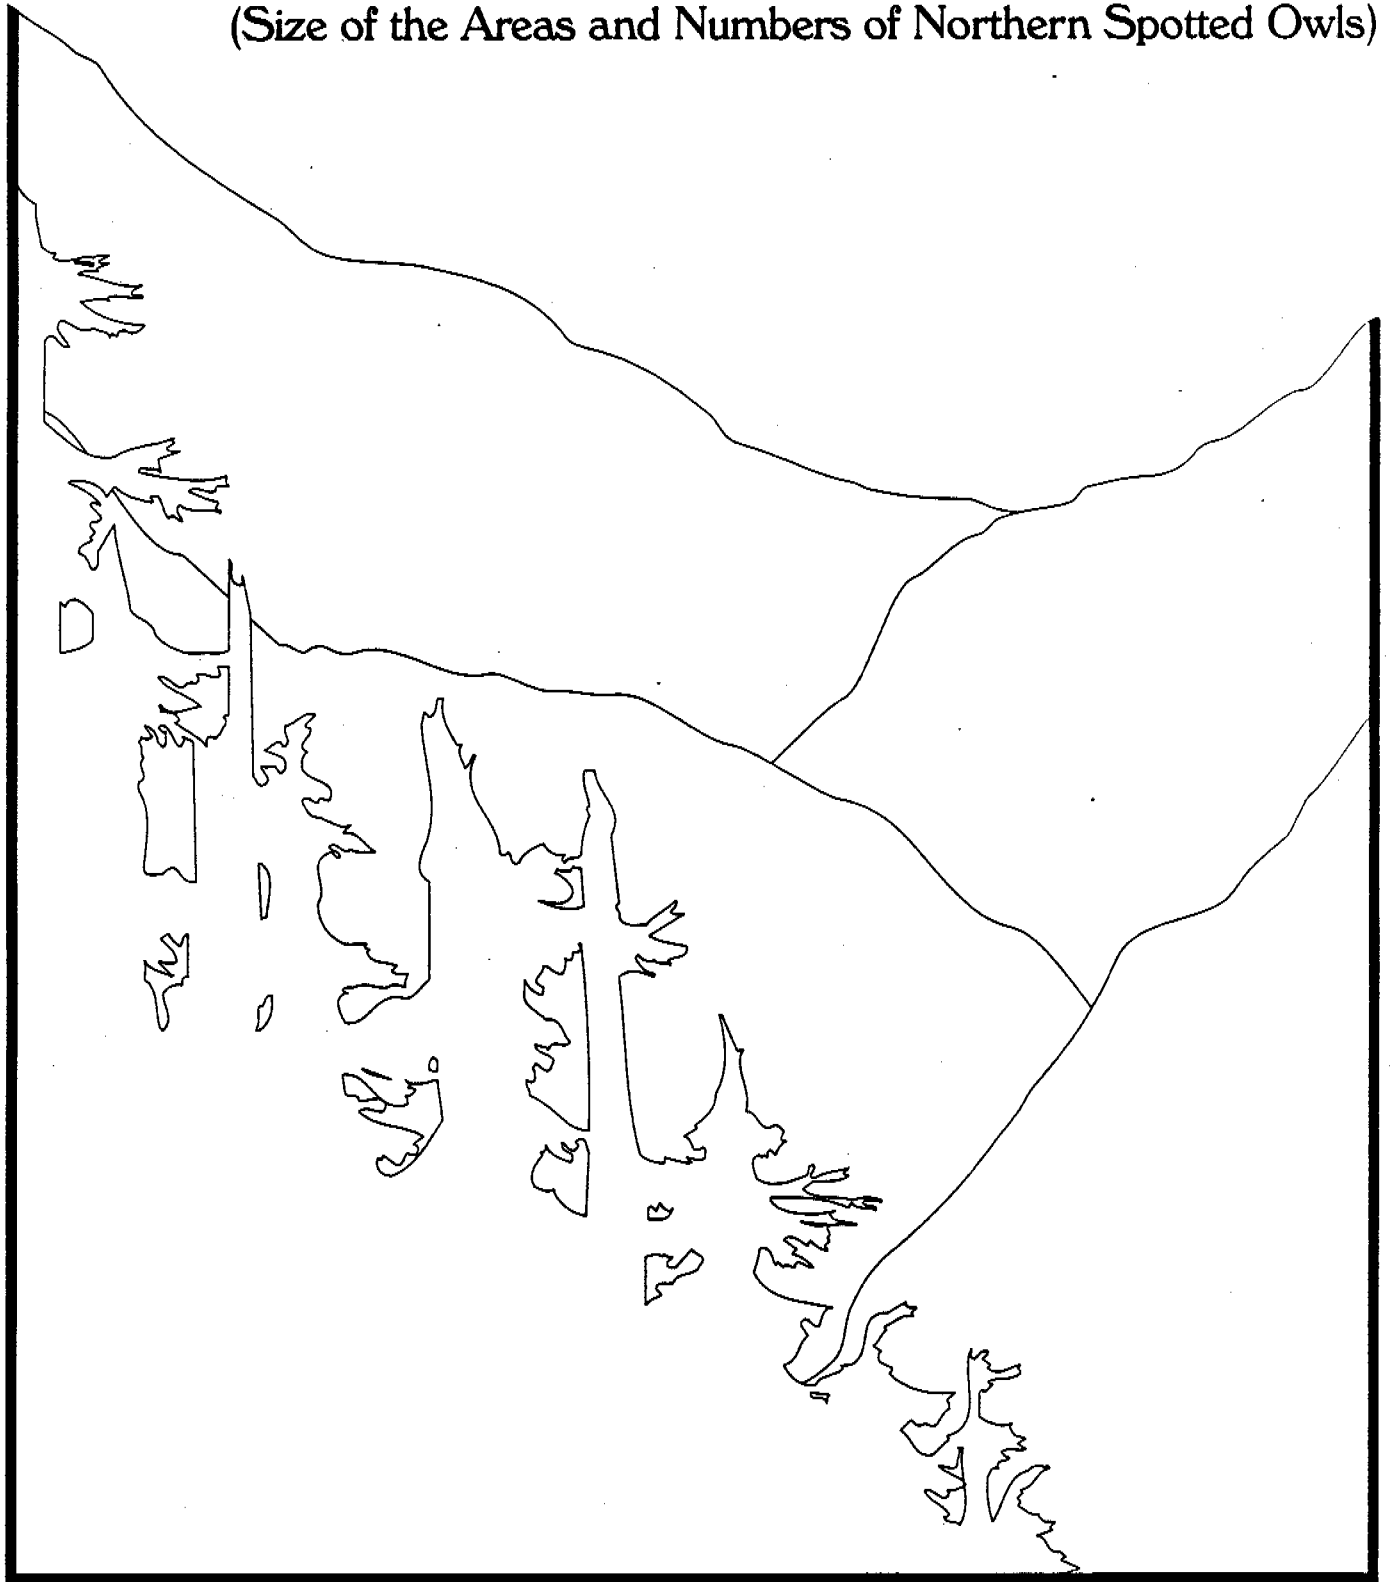 (Size of the Areas and Numbers of Northern Spotted Owls)